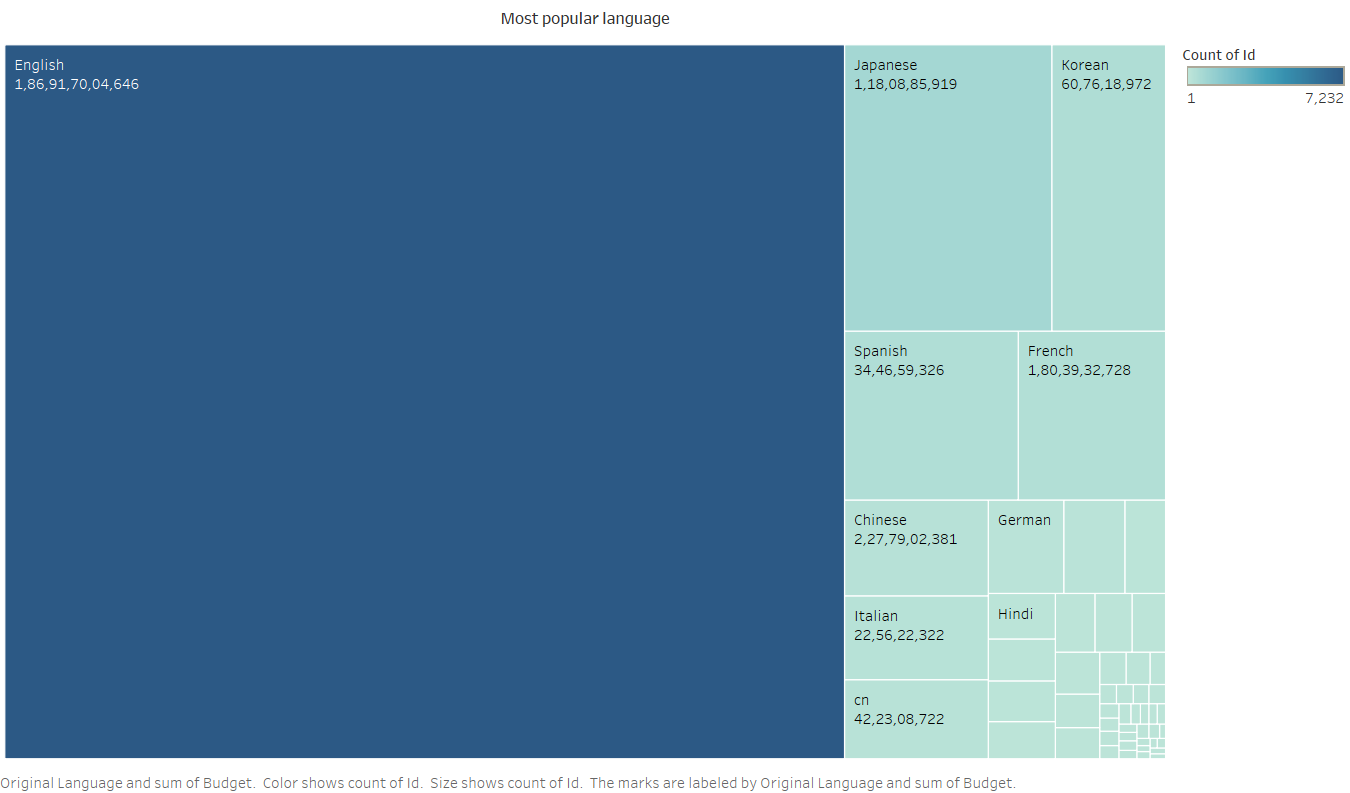 Most popular language
English
1,86,91,70,04,646
Japanese
1,18,08,85,919
Korean
60,76,18,972
Count of Id
1
7,232
Spanish
34,46,59,326
French
1,80,39,32,728
Chinese
2,27,79,02,381
German
Italian
22,56,22,322
Hindi
cn
42,23,08,722
Original Language and sum of Budget.  Color shows count of Id.  Size shows count of Id.  The marks are labeled by Original Language and sum of Budget.